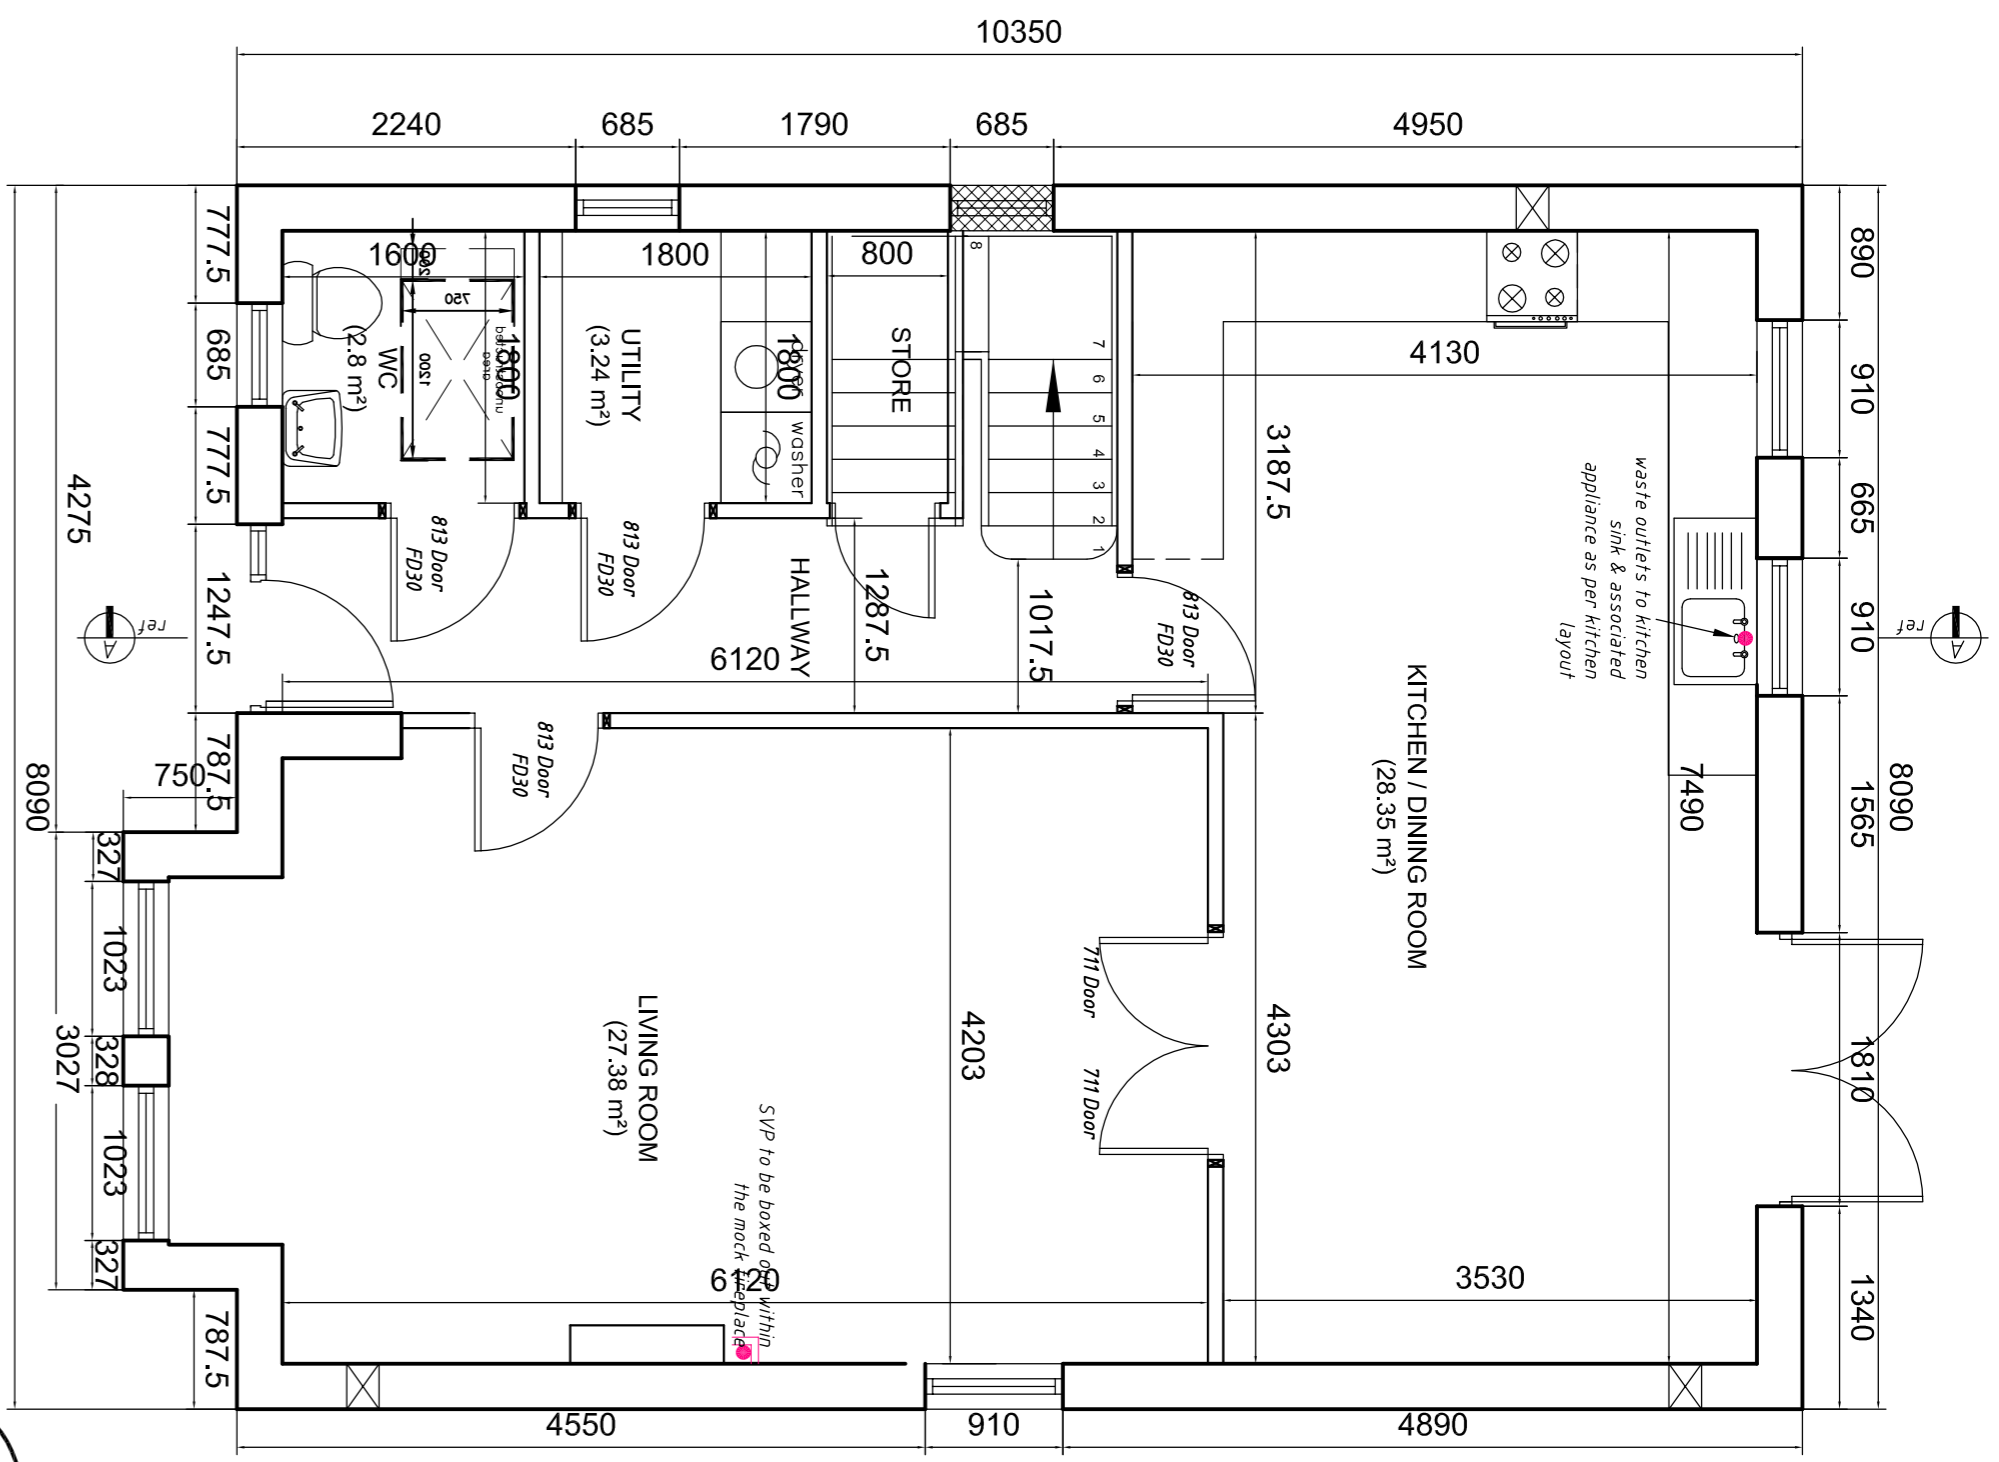 10350
2240
685
1790
685
4950
777.5
685
777.5
1247.5
787.5
4275
8090
750
327
1023
328
1023
327
3027
787.5
890
910
665
910
1565
8090
1810
1340
1600
1800
800
750
1200
1800
WC
(2.8 m²)
UTILITY
(3.24 m²)
1800
dryer
washer
STORE
8
7
6
5
4
3
2
1
4130
3187.5
waste outlets to kitchen
sink & associated
appliance as per kitchen
layout
813 Door
FD30
813 Door
FD30
HALLWAY
1287.5
1017.5
813 Door
FD30
6120
813 Door
FD30
ref
A
ref
A
KITCHEN / DINING ROOM
(28.35 m²)
7490
711 Door
711 Door
4203
4303
LIVING ROOM
(27.38 m²)
SVP to be boxed out within
the mock fireplace
6120
3530
4550
910
4890